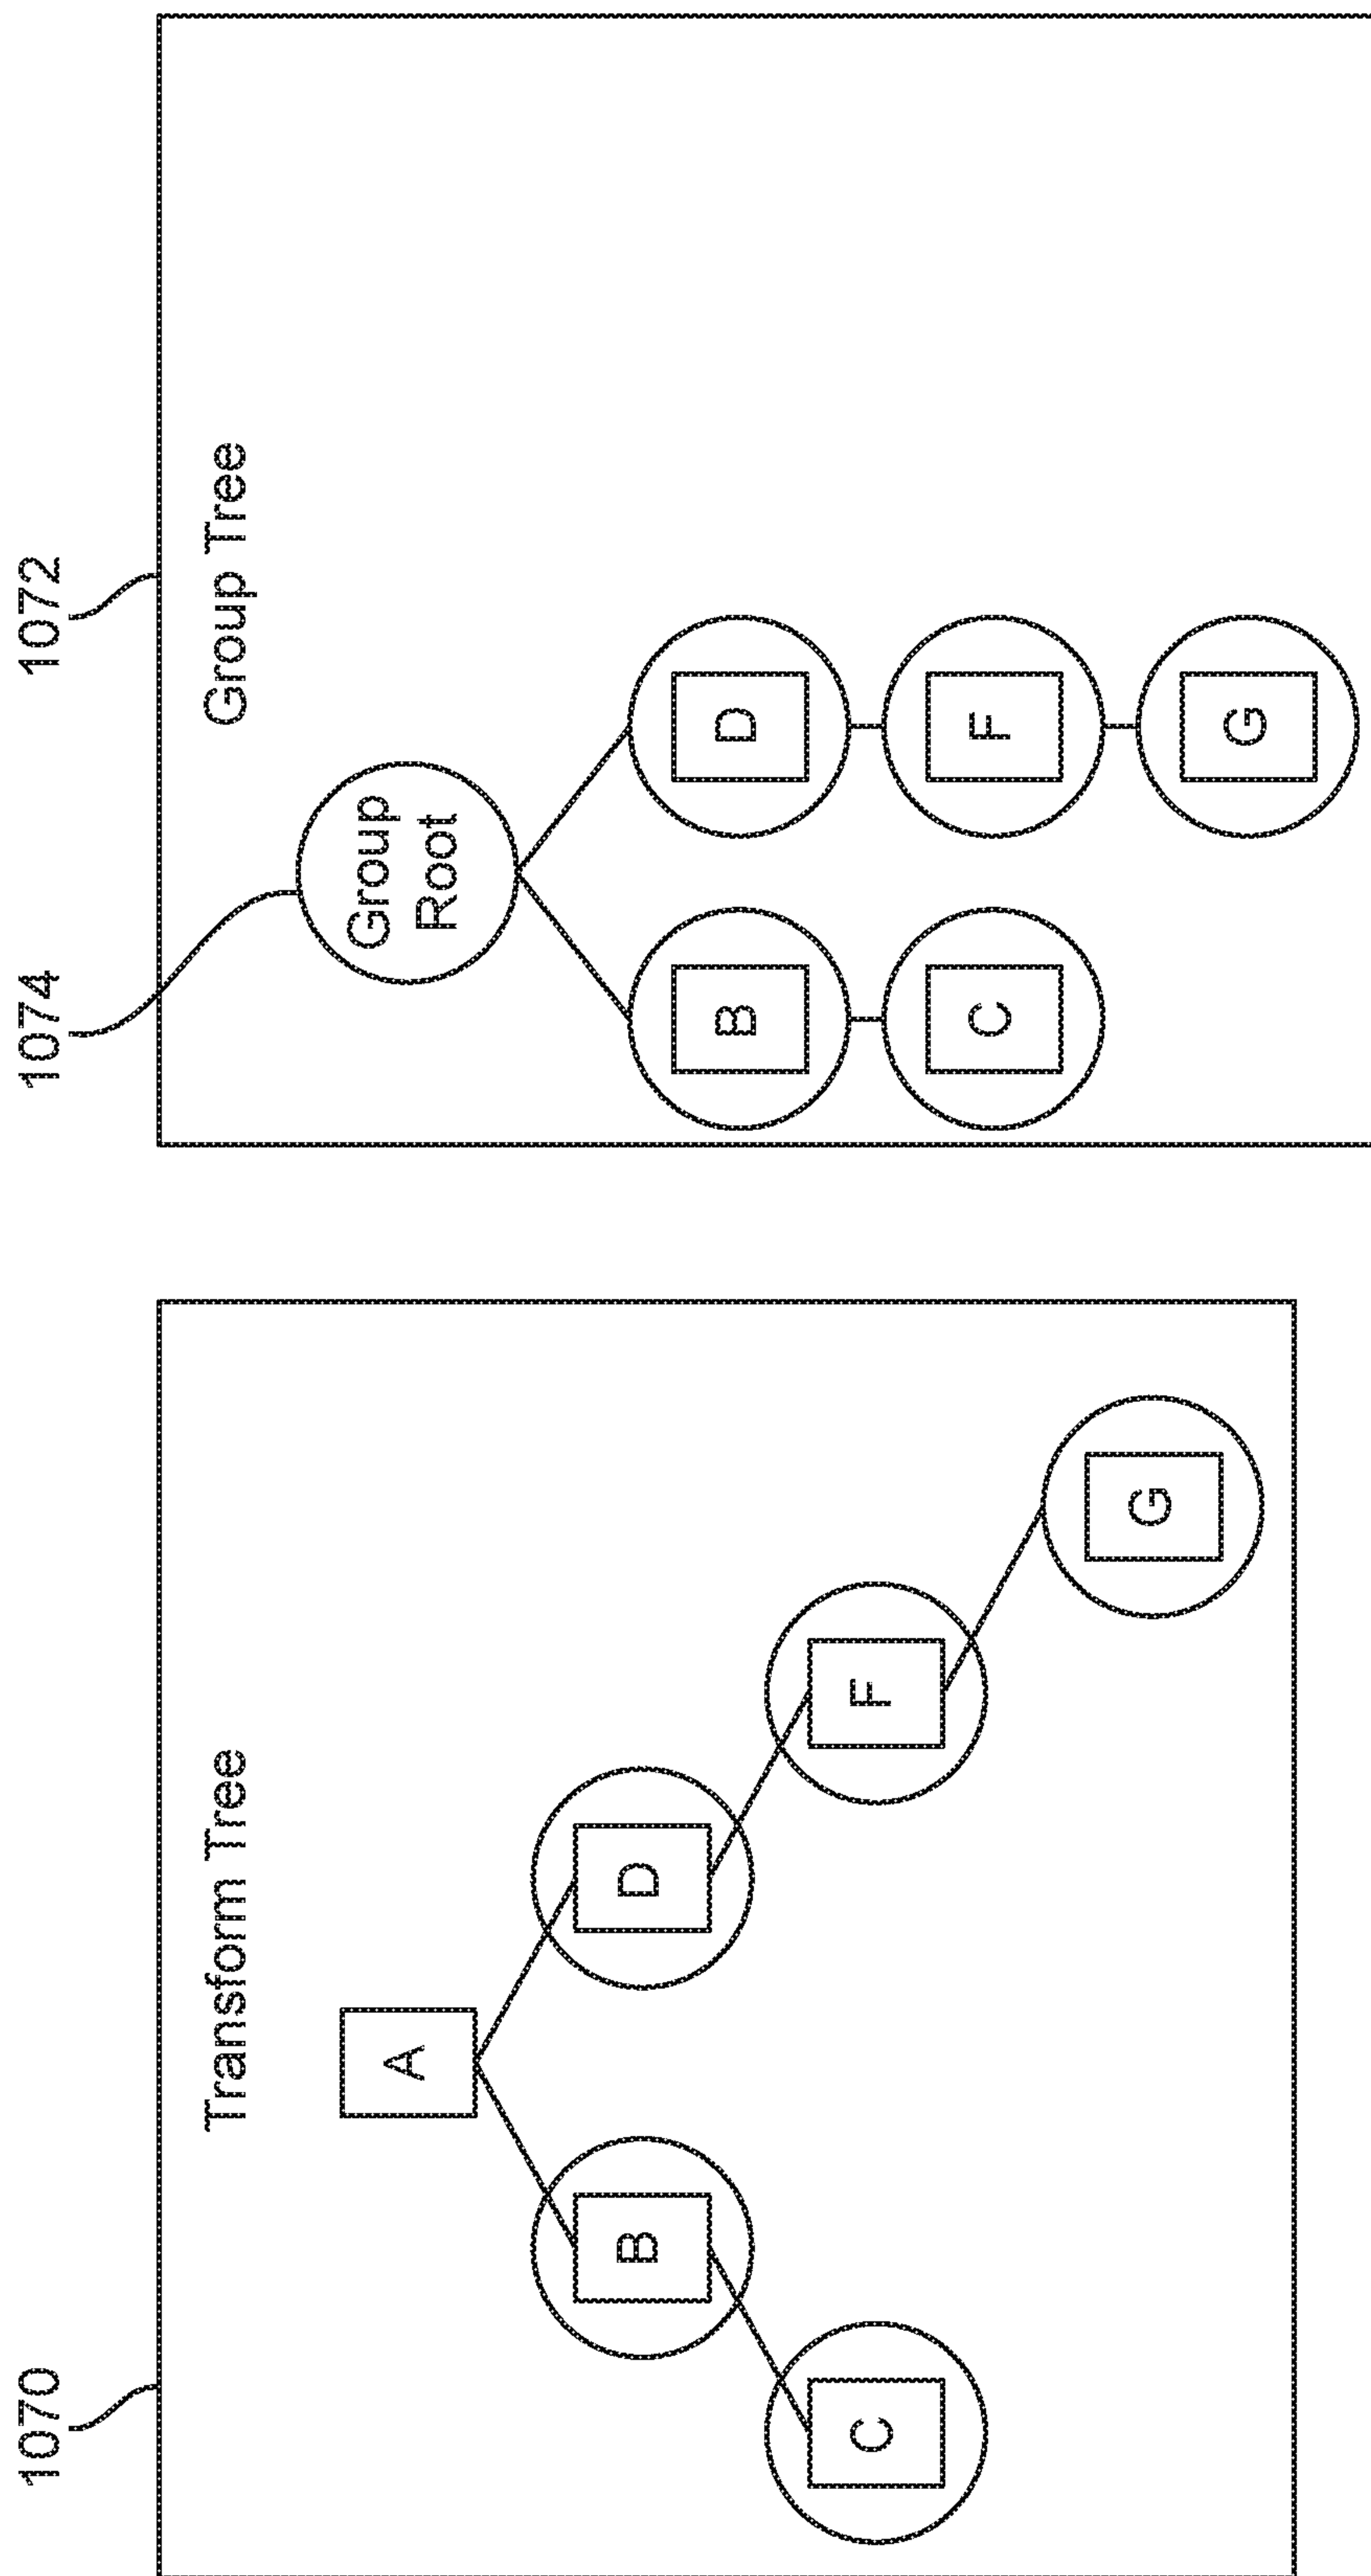 1070
Transform Tree
A
B
D
C
F
G
1072
1074
Group Tree
Group
Root
B
D
C
F
G